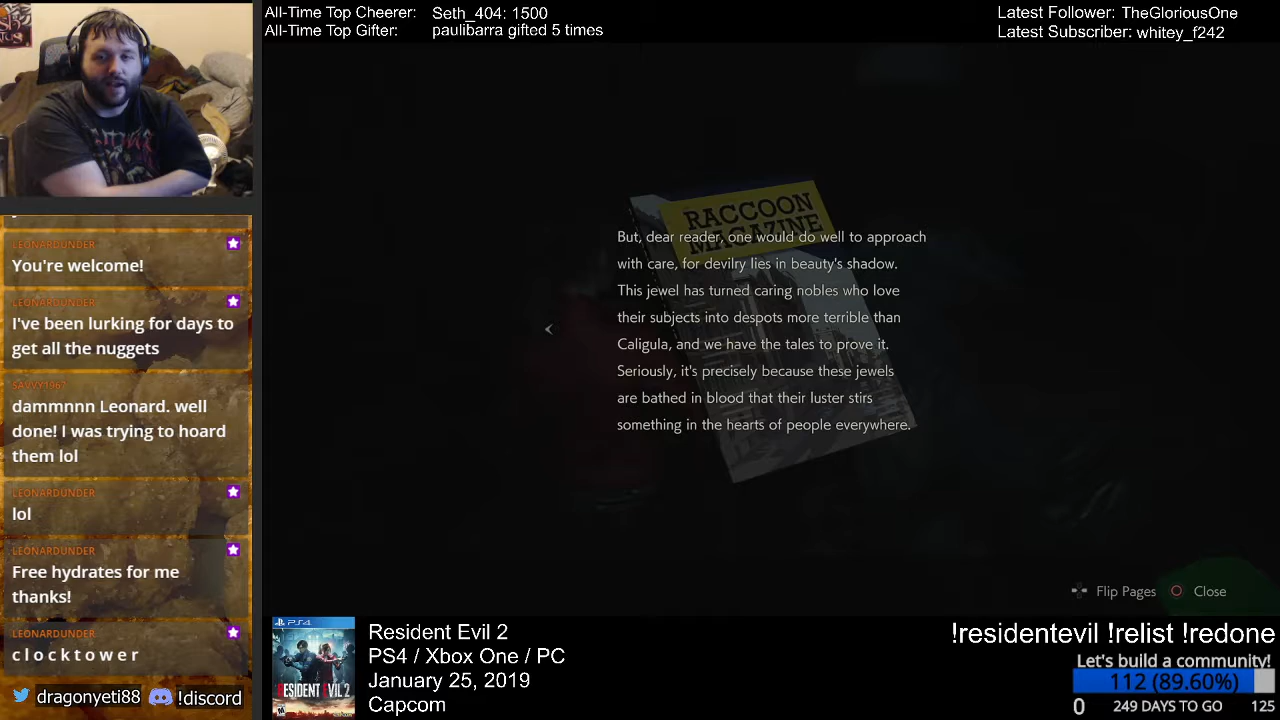 All-Time Top Cheerer: Seth_404: 1500
All-Time Top Gifter: paulibarra gifted 5 times
Latest Follower: TheGloriousOne
Latest Subscriber: whitey_f242
LEONARDUNDER
You're welcome!
LEONARDUNDER
I've been lurking for days to
get all the nuggets
SAVVY1967
dammnnn Leonard. well
done! I was trying to hoard
them lol
LEONARDUNDER
lol
LEONARDUNDER
Free hydrates for me
thanks!
LEONARDUNDER
c l o c k t o w e r
dragonyeti88 !discord
RACCOON
MAGAZINE
But, dear reader, one would do well to approach
with care, for devilry lies in beauty's shadow.
This jewel has turned caring nobles who love
their subjects into despots more terrible than
Caligula, and we have the tales to prove it.
Seriously, it's precisely because these jewels
are bathed in blood that their luster stirs
something in the hearts of people everywhere.
Flip Pages Close
PS4
RESIDENT EVIL 2
Resident Evil 2
PS4 / Xbox One / PC
January 25, 2019
Capcom
!residentevil !relist !redone
Let's build a community!
112 (89.60%)
0 249 DAYS TO GO 125